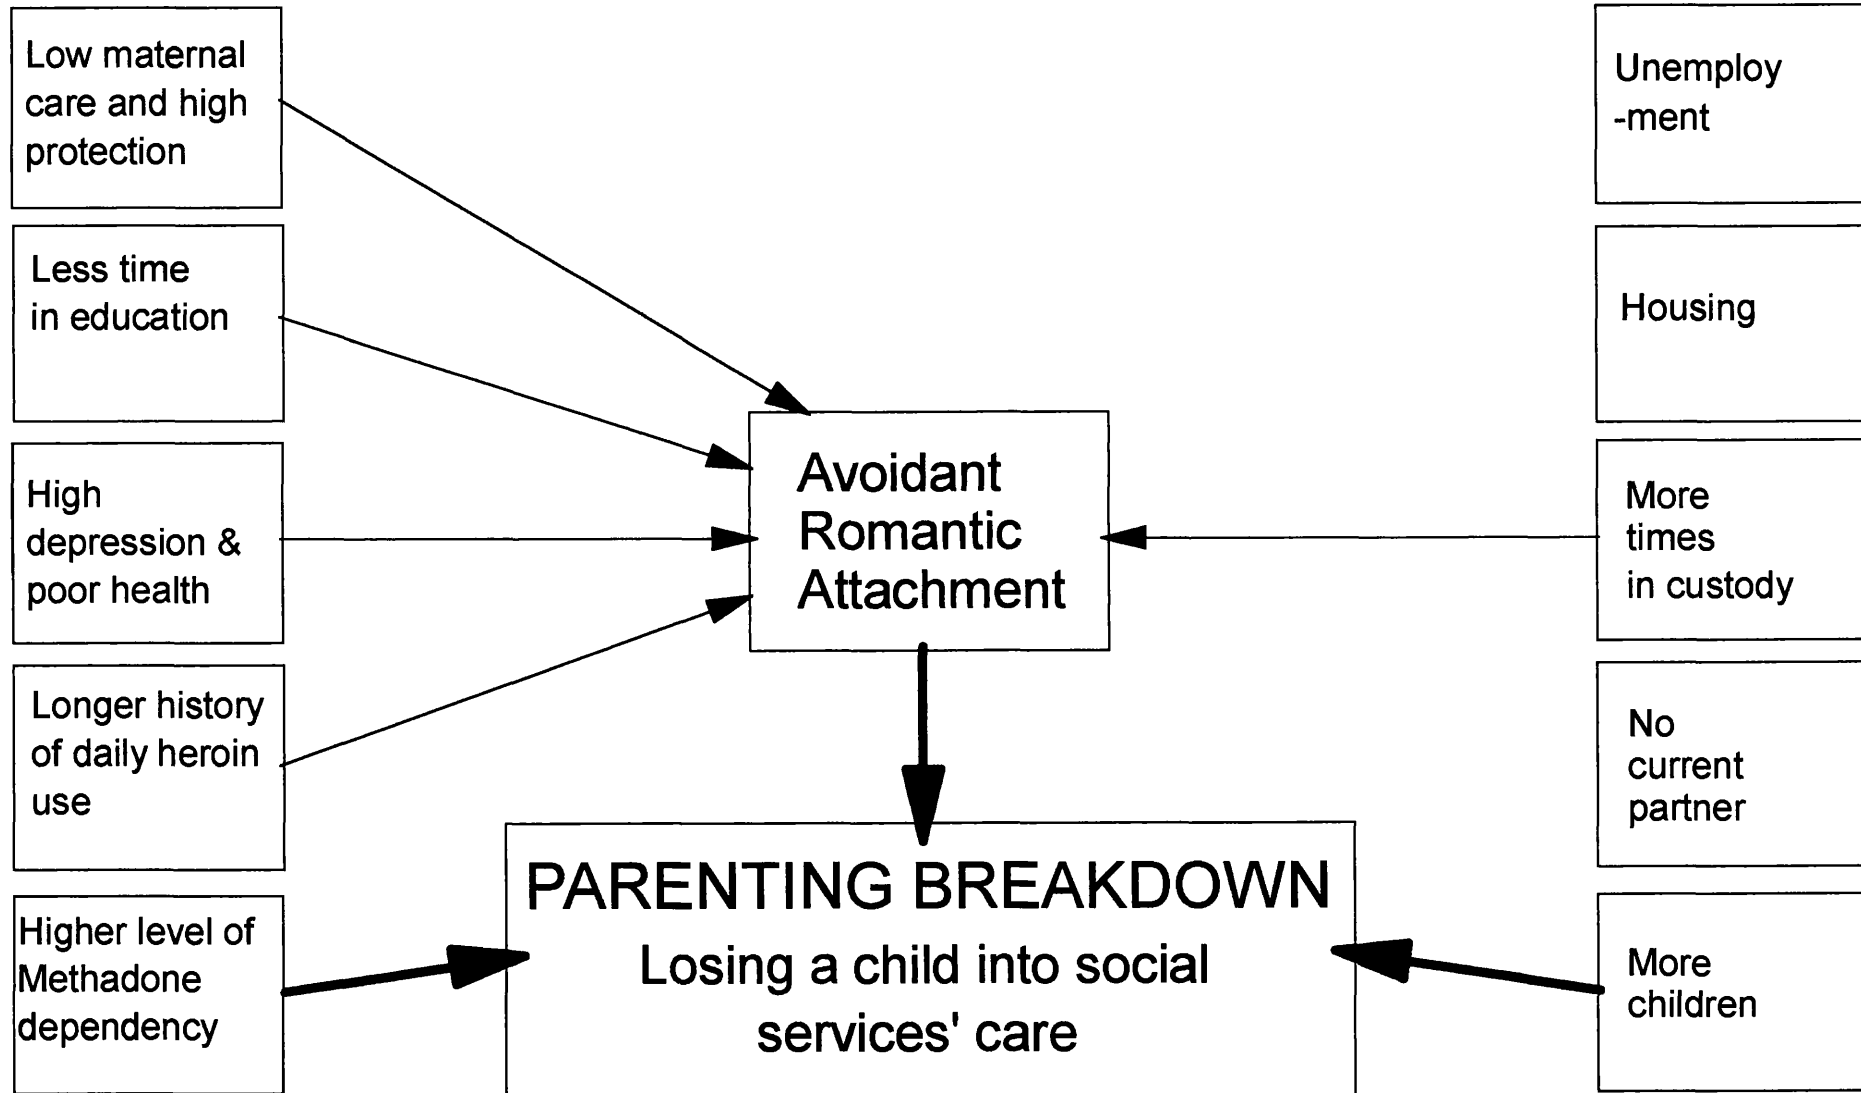 Low maternal
care and high
protection
Less time
in education
High
depression &
poor health
Longer history
of daily heroin
use
Higher level of
Methadone
dependency
Avoidant
Romantic
Attachment
PARENTING BREAKDOWN
Losing a child into social
services' care
Unemploy
-ment
Housing
More
times
in custody
No
current
partner
More
children